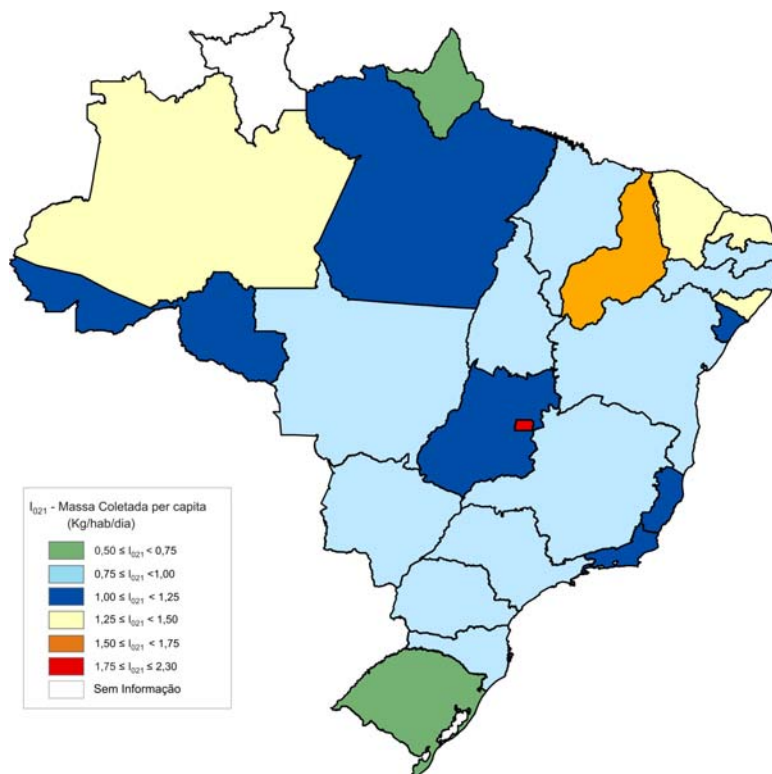 I021 - Massa Coletada per capita
(Kg/hab/dia)
0,50 ≤ I021 < 0,75
0,75 ≤ I021 <1,00
1,00 ≤ I021 < 1,25
1,25 ≤ I021 < 1,50
1,50 ≤ I021 < 1,75
1,75 ≤ I021 ≤ 2,30
Sem Informação